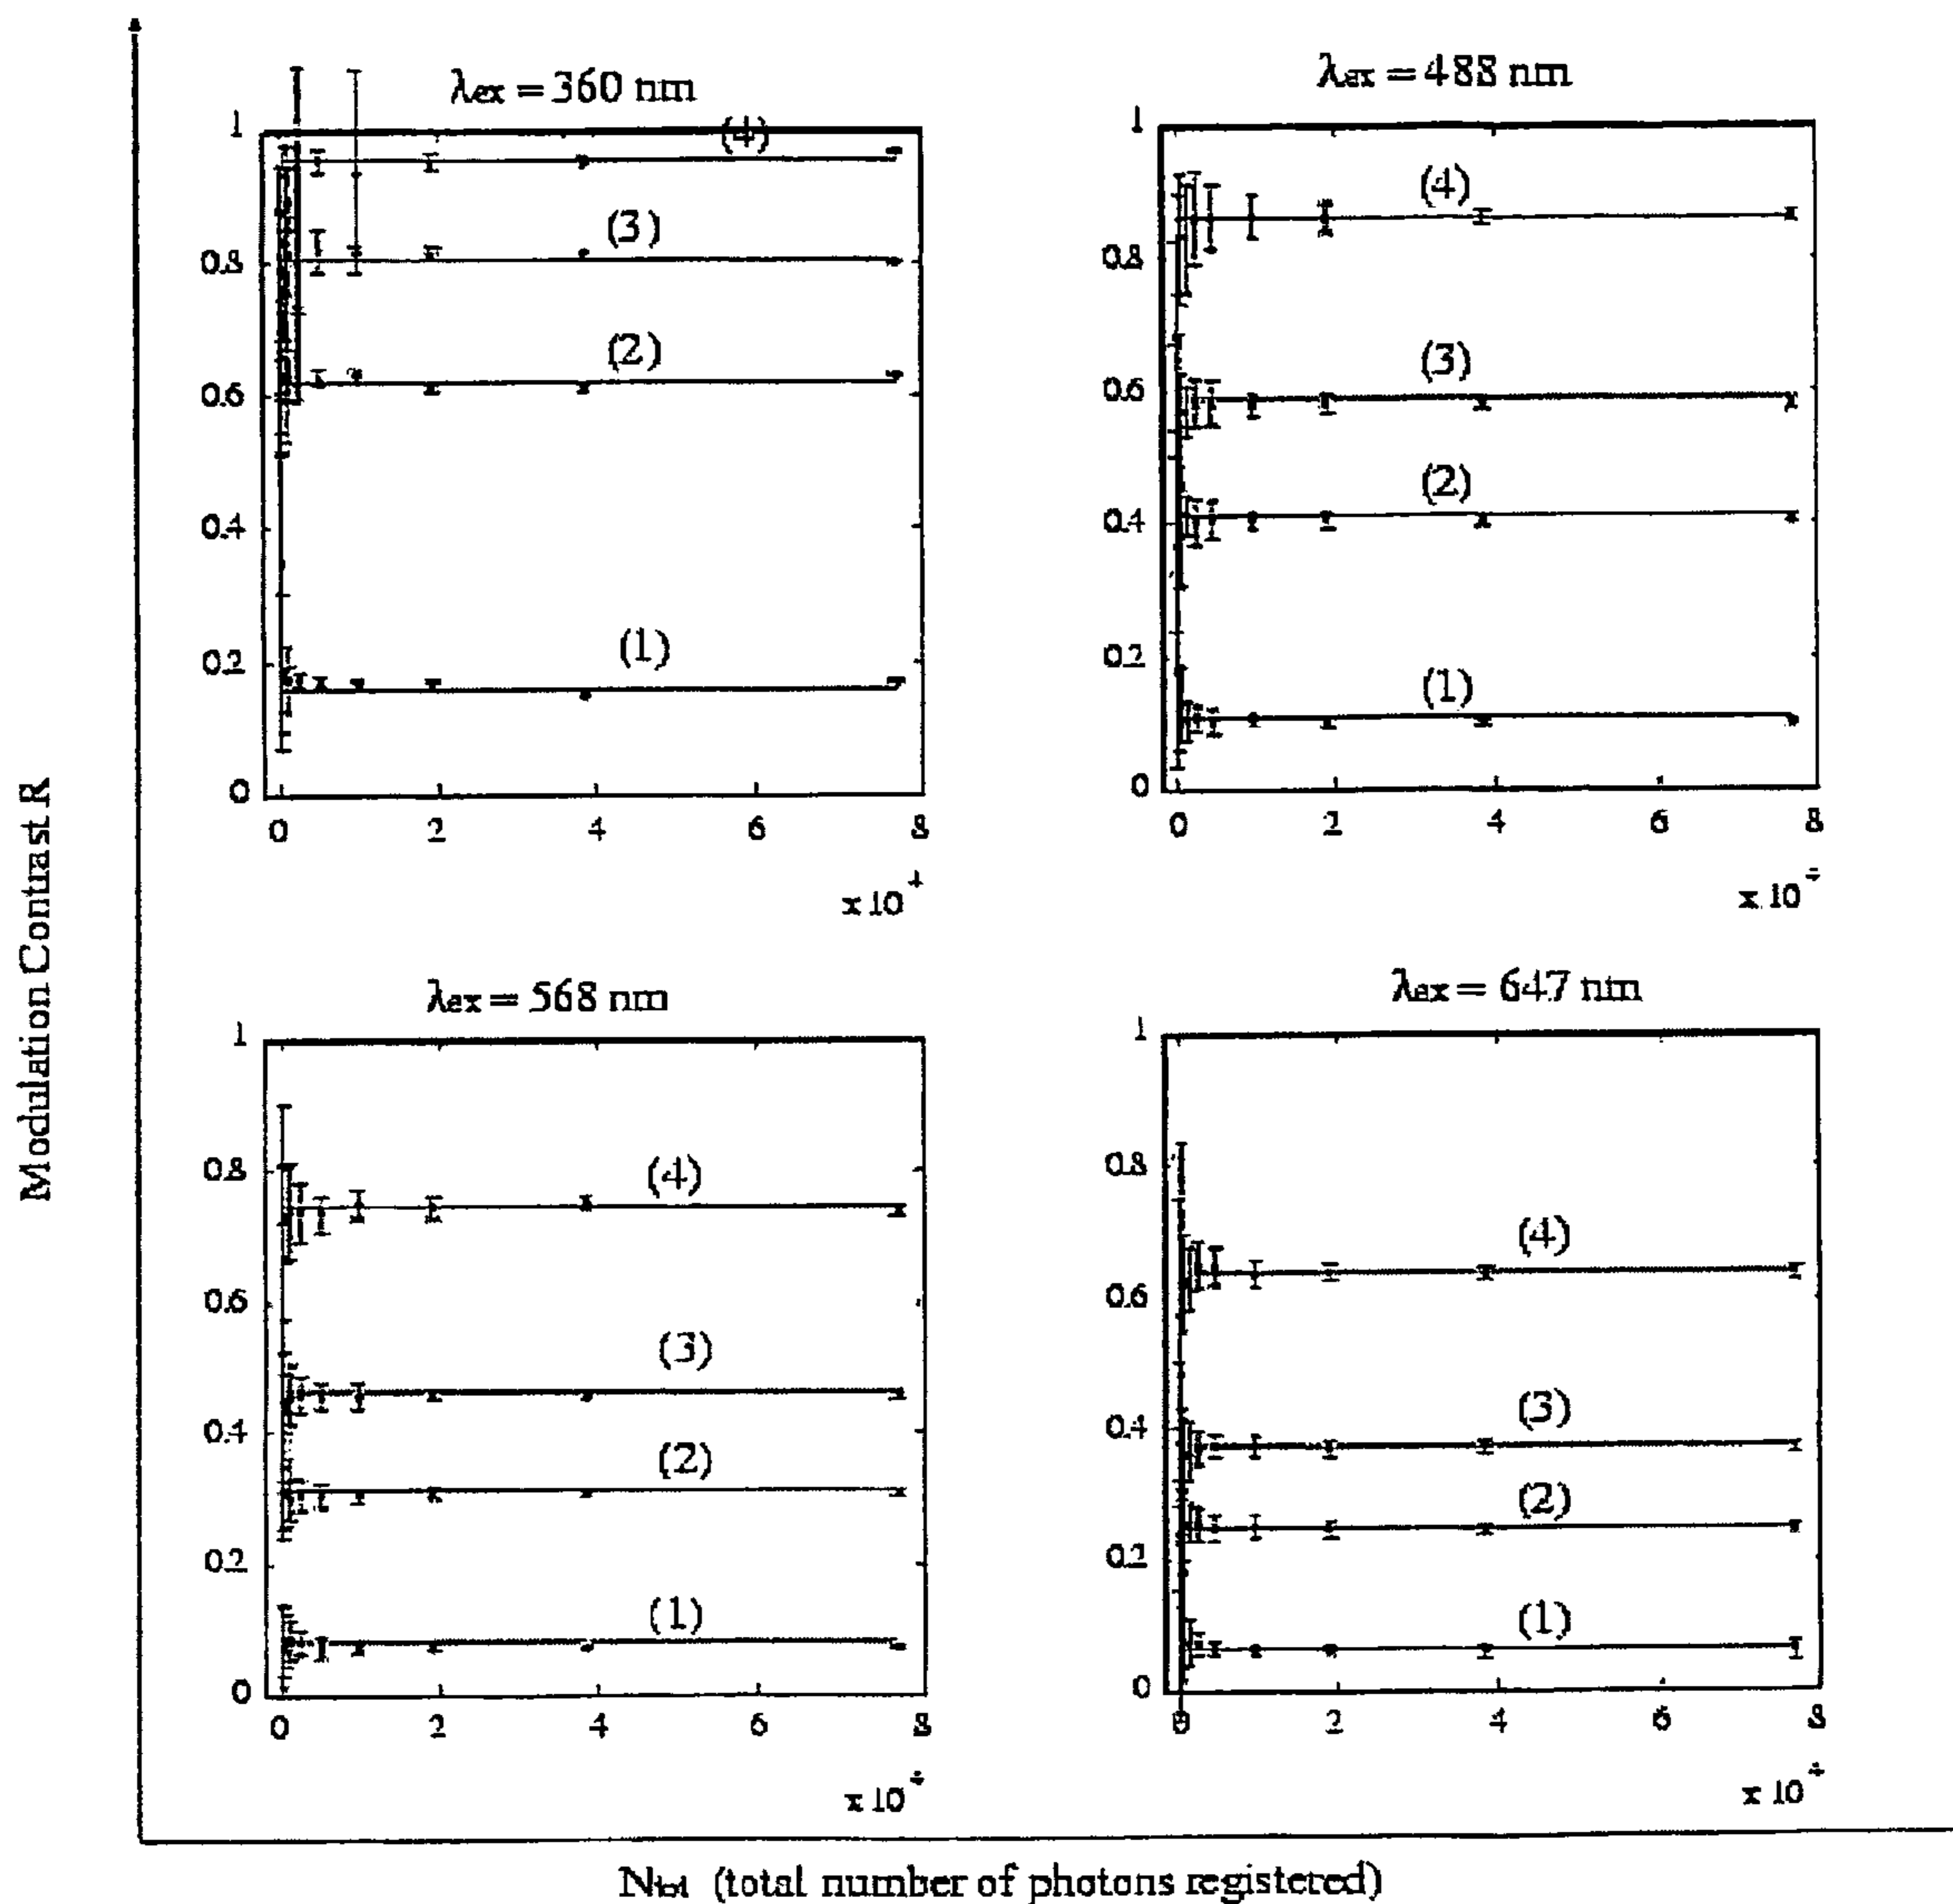 λex = 360 nm
1
0.8
0.6
0.4
0.2
0
(4)
(3)
(2)
(1)
0 2 4 6 8
x 10⁴
λex = 488 nm
1
0.8
0.6
0.4
0.2
0
(4)
(3)
(2)
(1)
0 2 4 6 8
x 10⁴
λex = 568 nm
1
0.8
0.6
0.4
0.2
0
(4)
(3)
(2)
(1)
0 2 4 6 8
x 10⁴
λex = 647 nm
1
0.8
0.6
0.4
0.2
0
(4)
(3)
(2)
(1)
0 2 4 6 8
x 10⁴
Modulation Contrast R
Ntot (total number of photons registered)